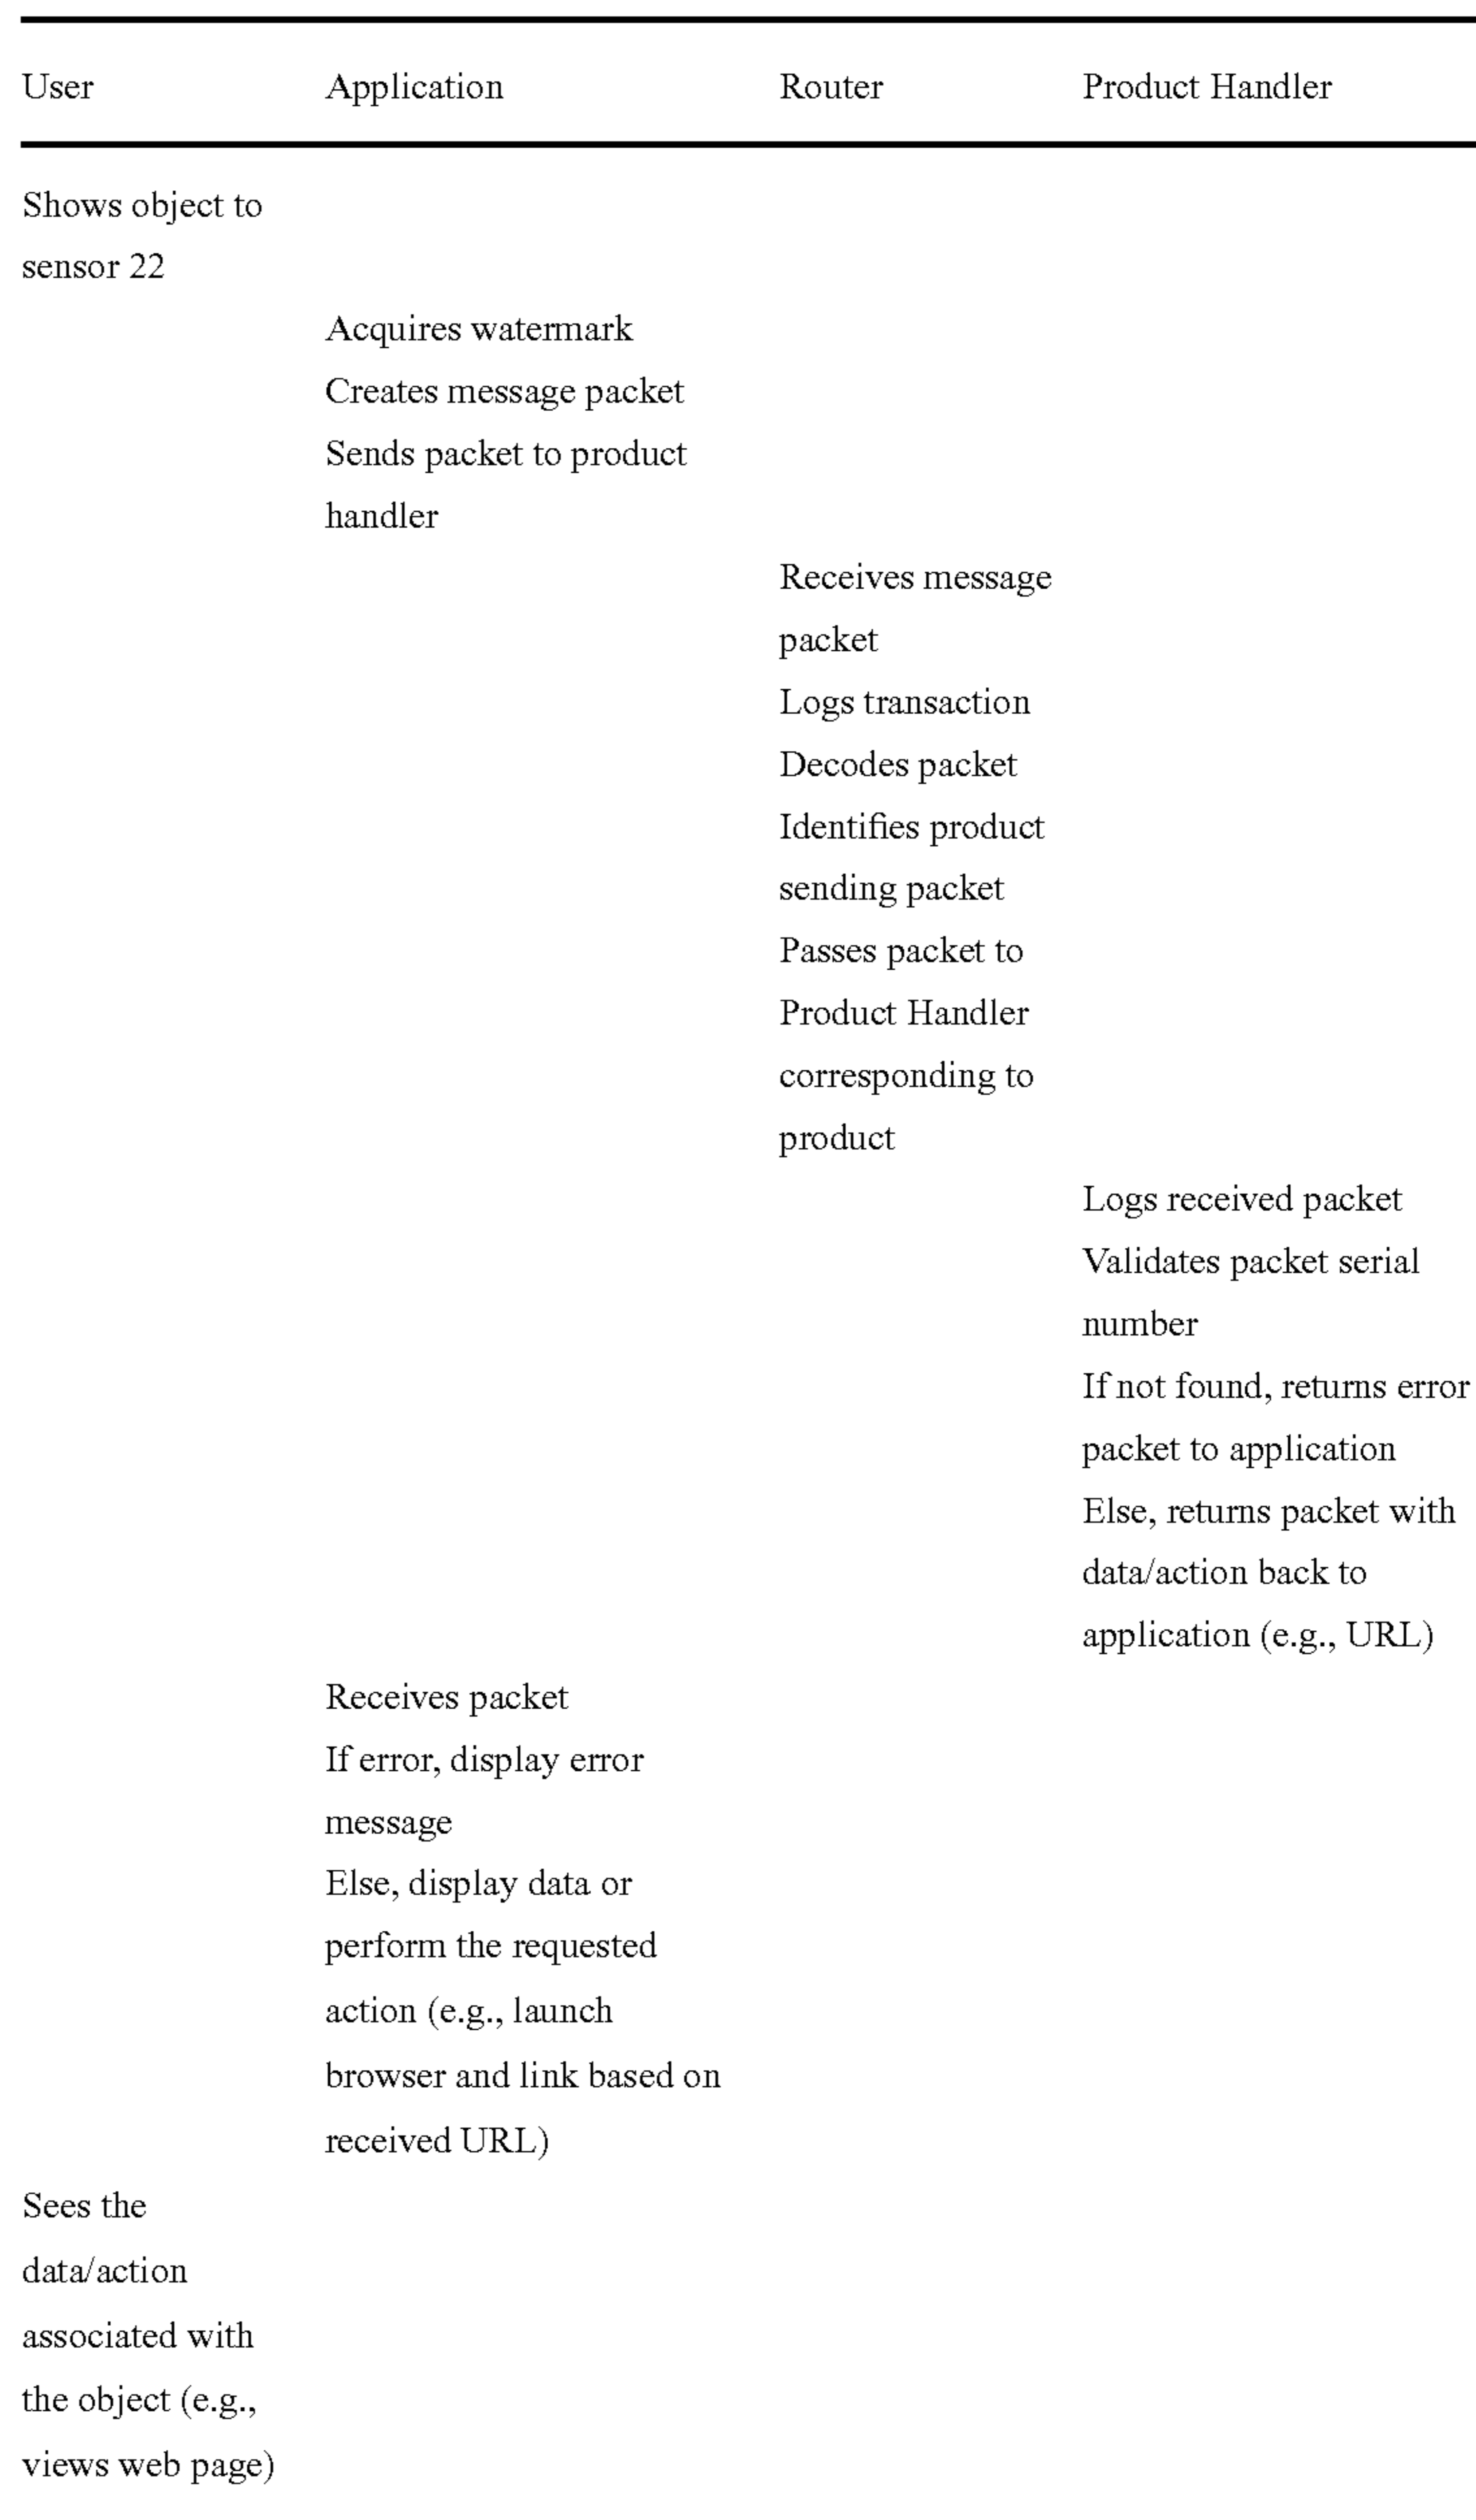 User Application Router Product Handler
Shows object to
sensor 22
Acquires watermark
Creates message packet
Sends packet to product
handler
Receives message
packet
Logs transaction
Decodes packet
Identifies product
sending packet
Passes packet to
Product Handler
corresponding to
product
Logs received packet
Validates packet serial
number
If not found, returns error
packet to application
Else, returns packet with
data/action back to
application (e.g., URL)
Receives packet
If error, display error
message
Else, display data or
perform the requested
action (e.g., launch
browser and link based on
received URL)
Sees the
data/action
associated with
the object (e.g.,
views web page)